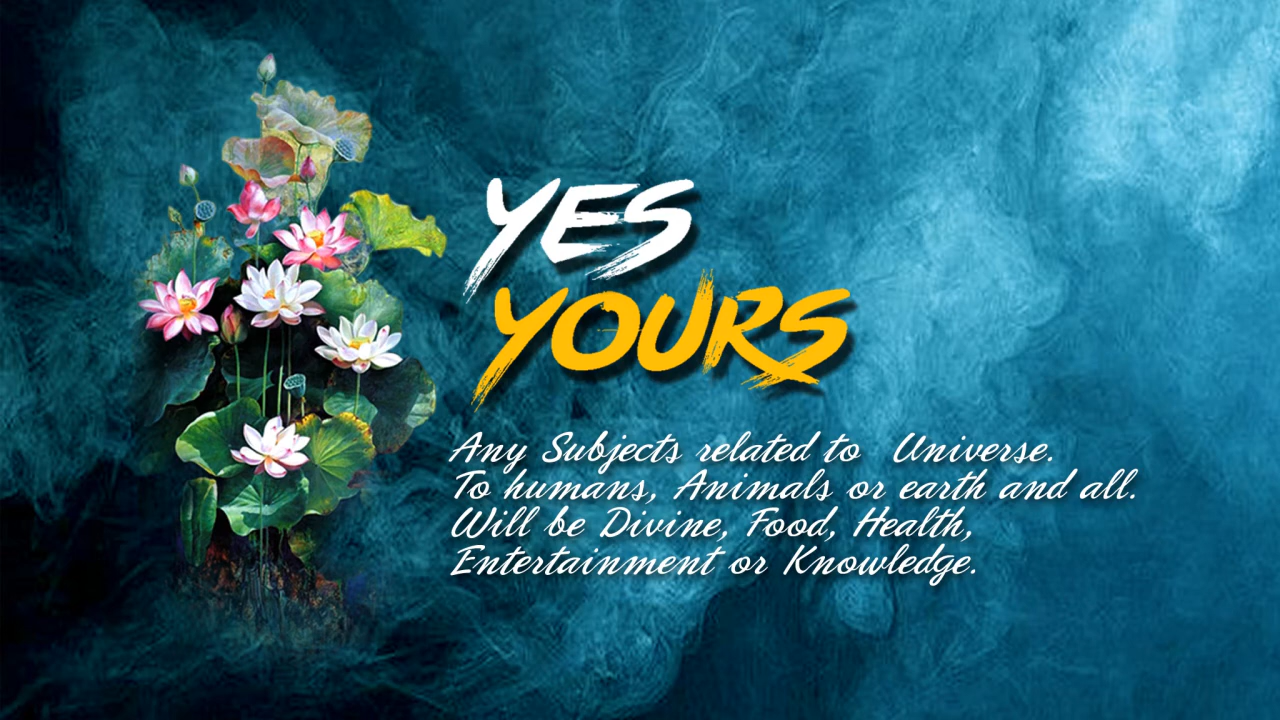 YES
YOURS
Any Subjects related to Universe.
To humans, Animals or earth and all.
Will be Divine, Food, Health,
Entertainment or Knowledge.